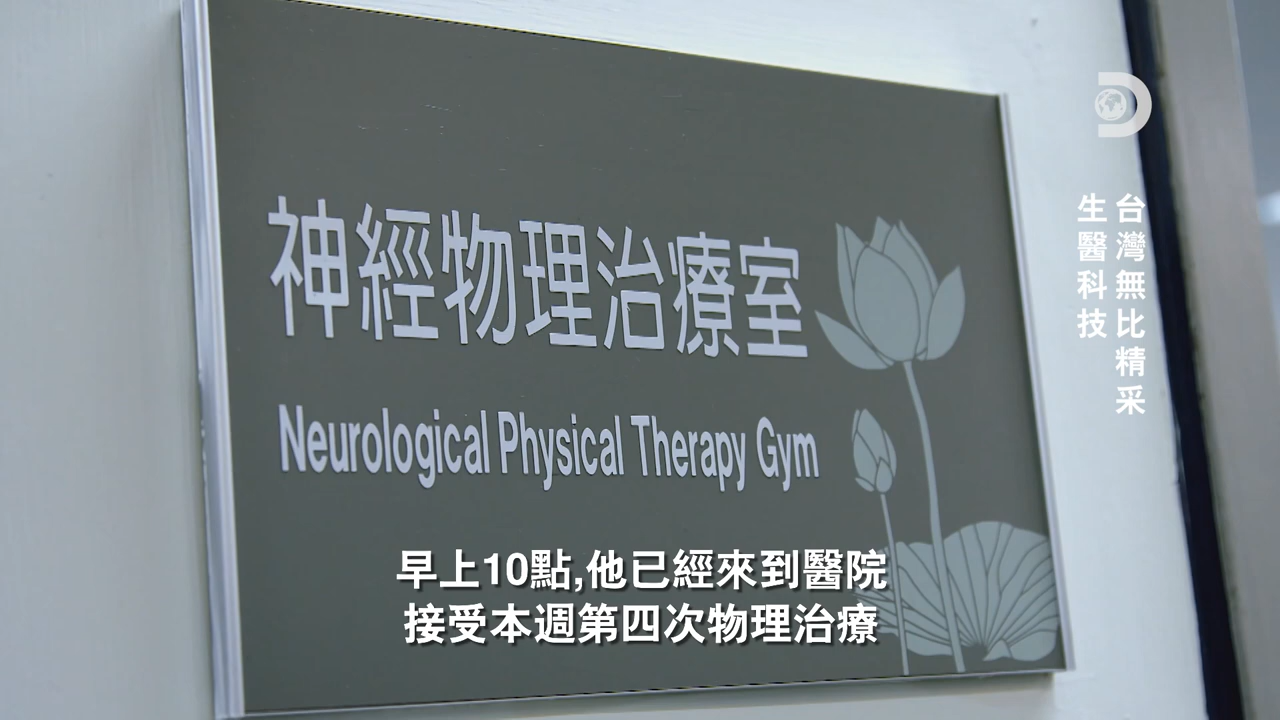 神經物理治療室
Neurological Physical Therapy Gym
台灣無比精采
生醫科技
早上10點,他已經來到醫院
接受本週第四次物理治療